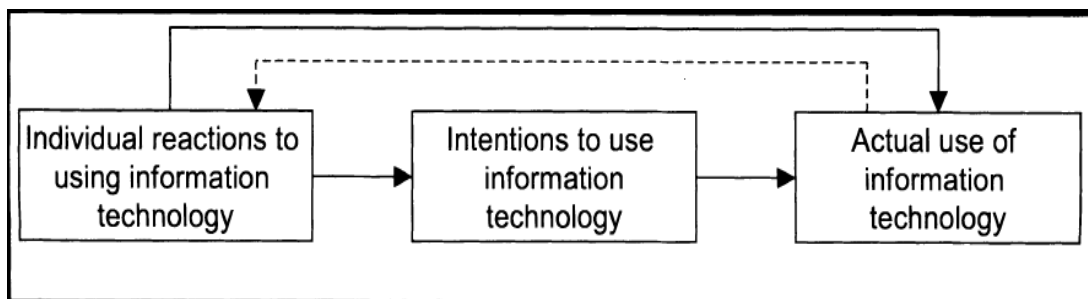 Individual reactions to
using information
technology
Intentions to use
information
technology
Actual use of
information
technology